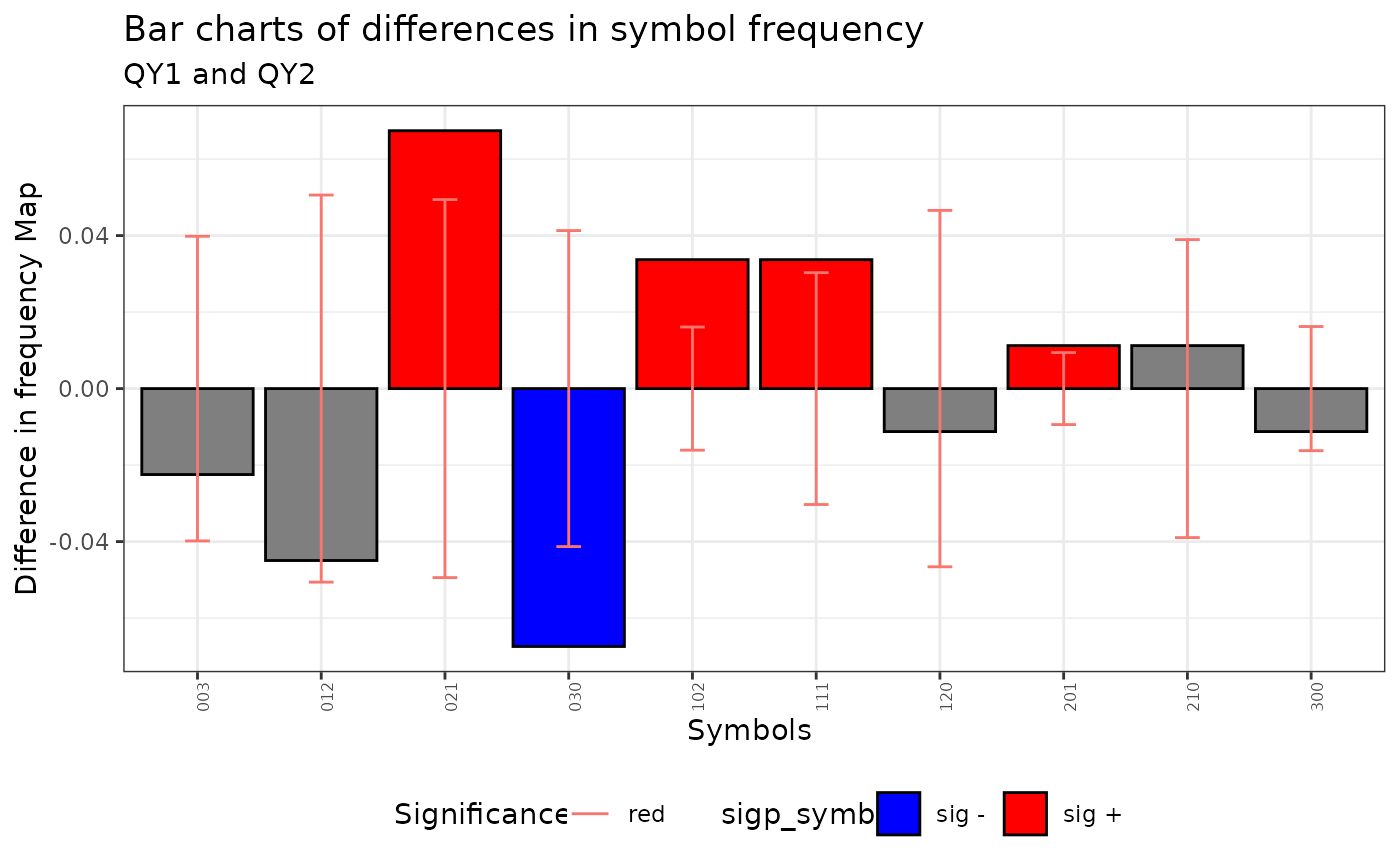 Bar charts of differences in symbol frequency
QY1 and QY2
Difference in frequency Map
0.04
0.00
-0.04
003 012 021 030 102 111 120 201 210 300
Symbols
Significance red sigp_symb sig - sig +